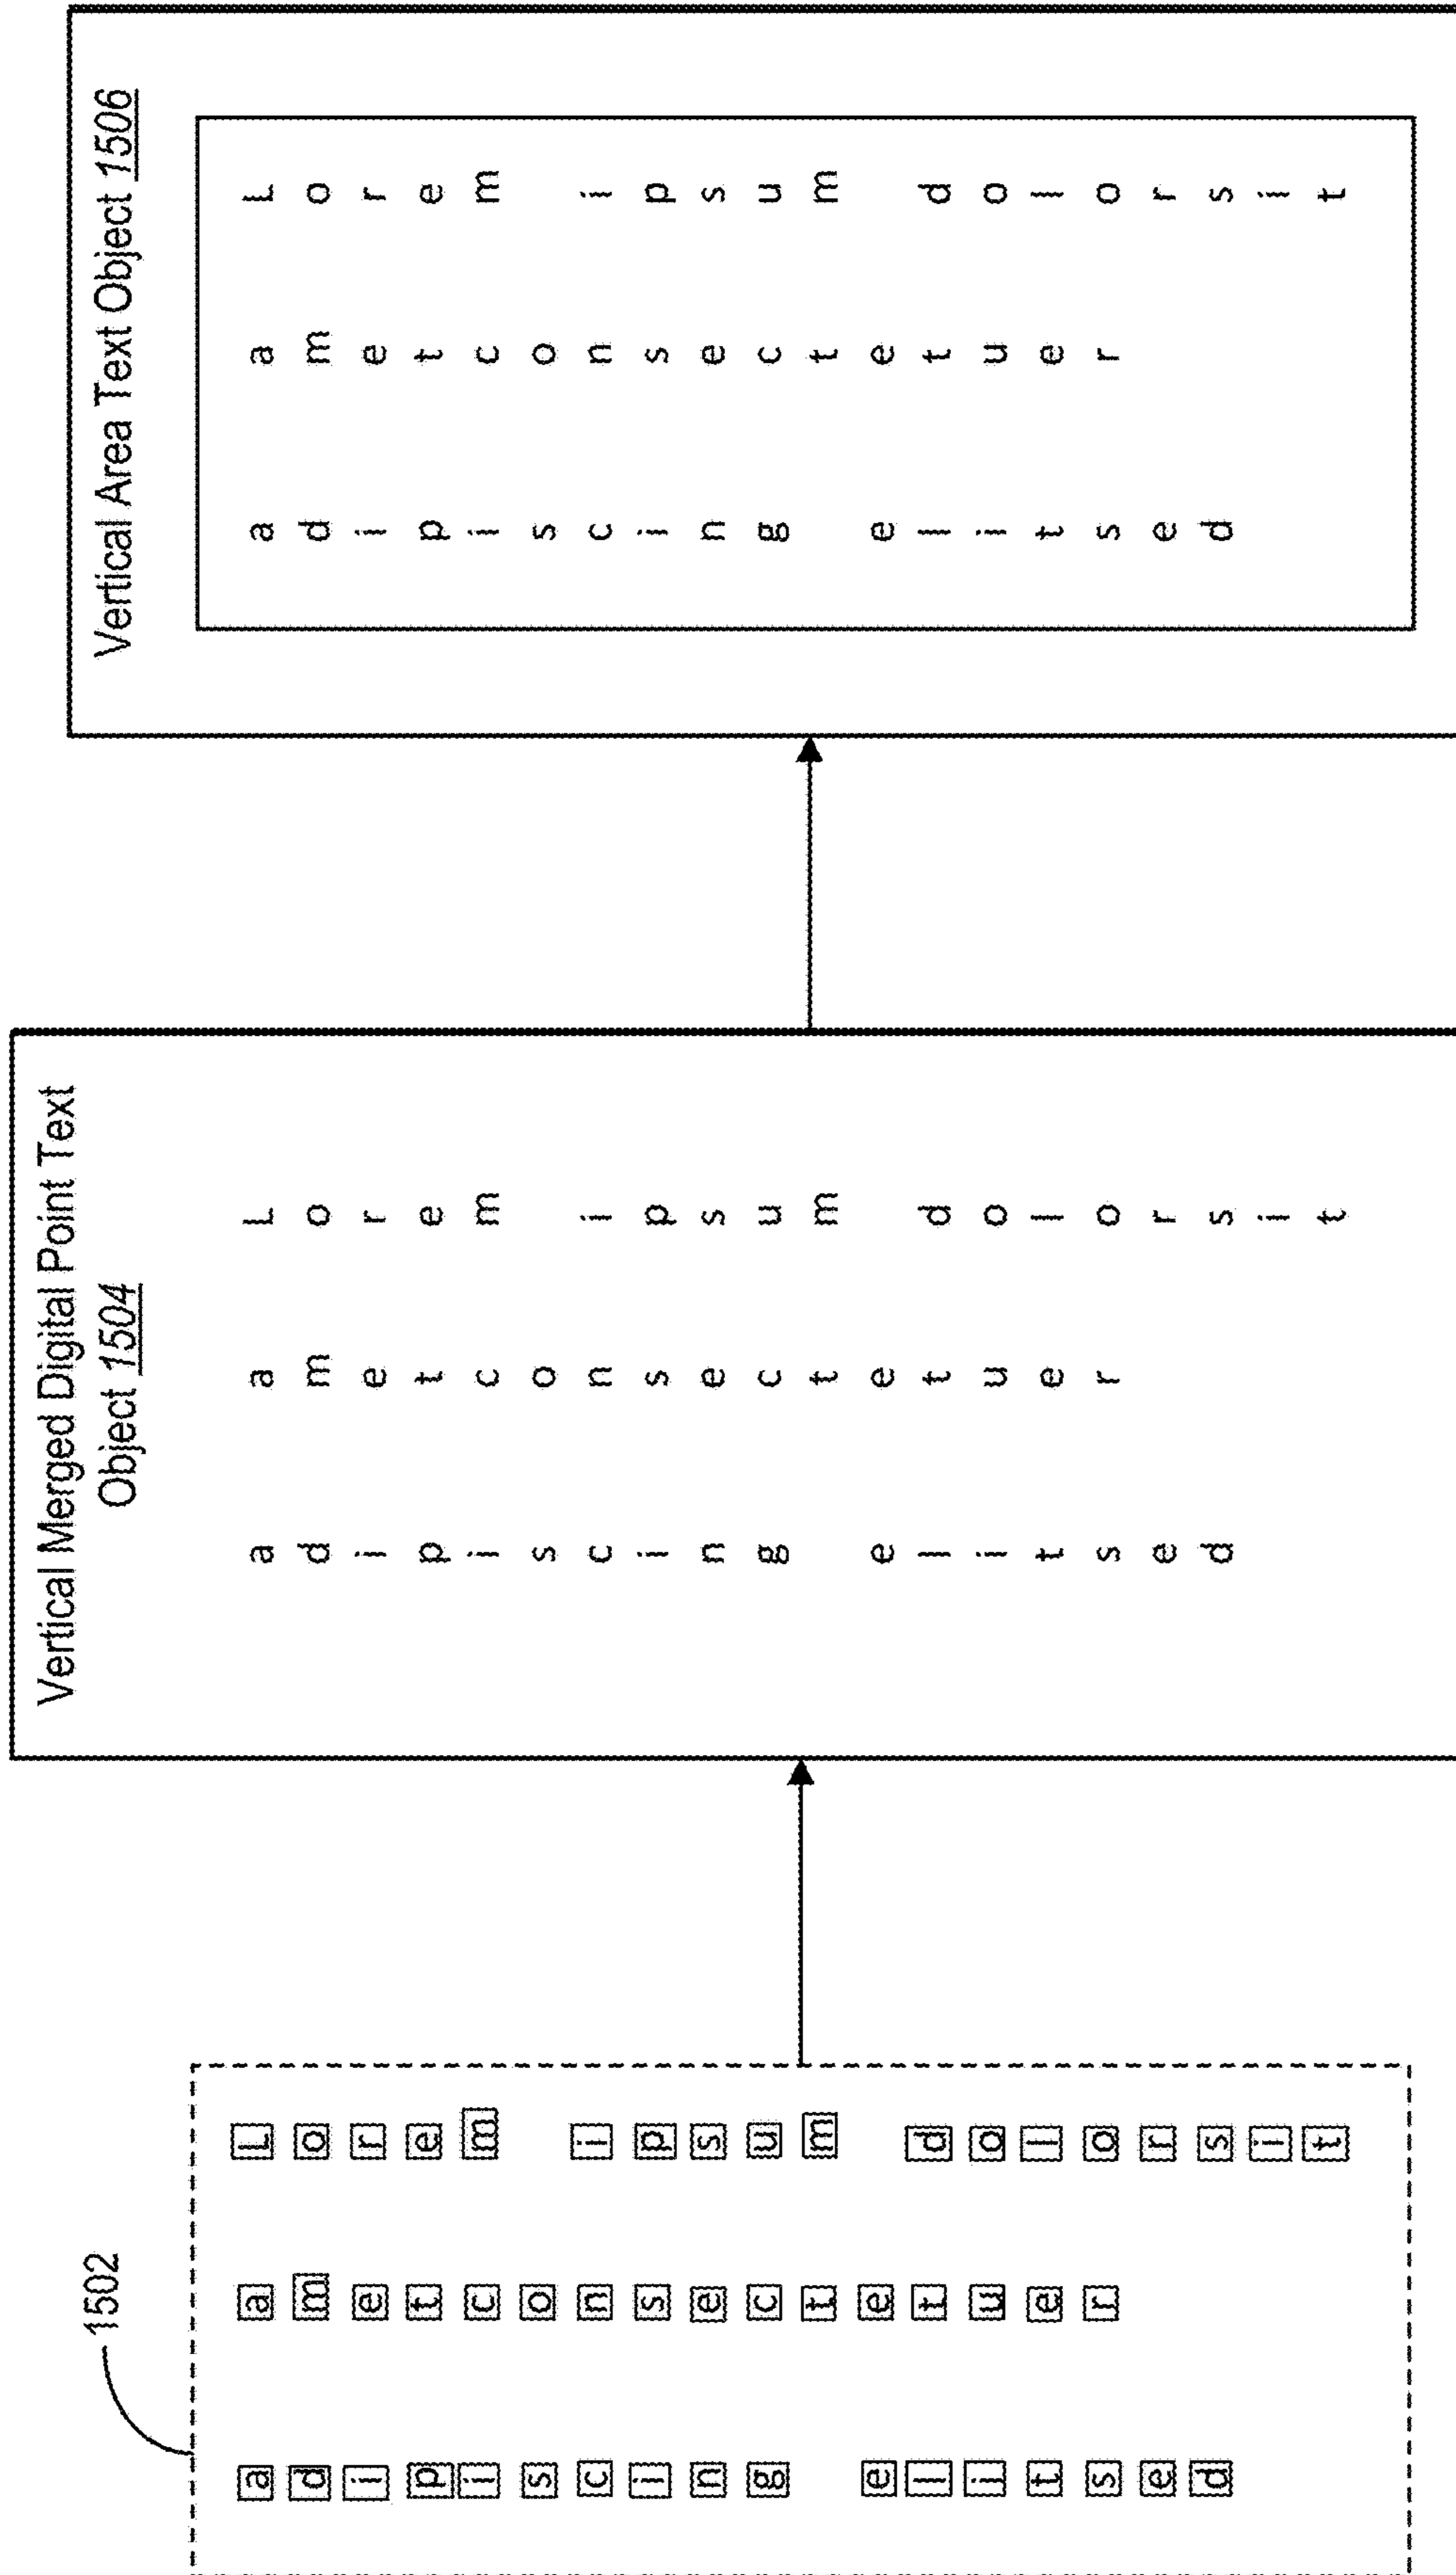 1502
Lorem ipsum dolorsit
ametconsectetuer
adipiscing elitsed
Vertical Merged Digital Point Text
Object 1504
Lorem ipsum dolorsit
ametconsectetuer
adipiscing elitsed
Vertical Area Text Object 1506
Lorem ipsum dolorsit
ametconsectetuer
adipiscing elitsed